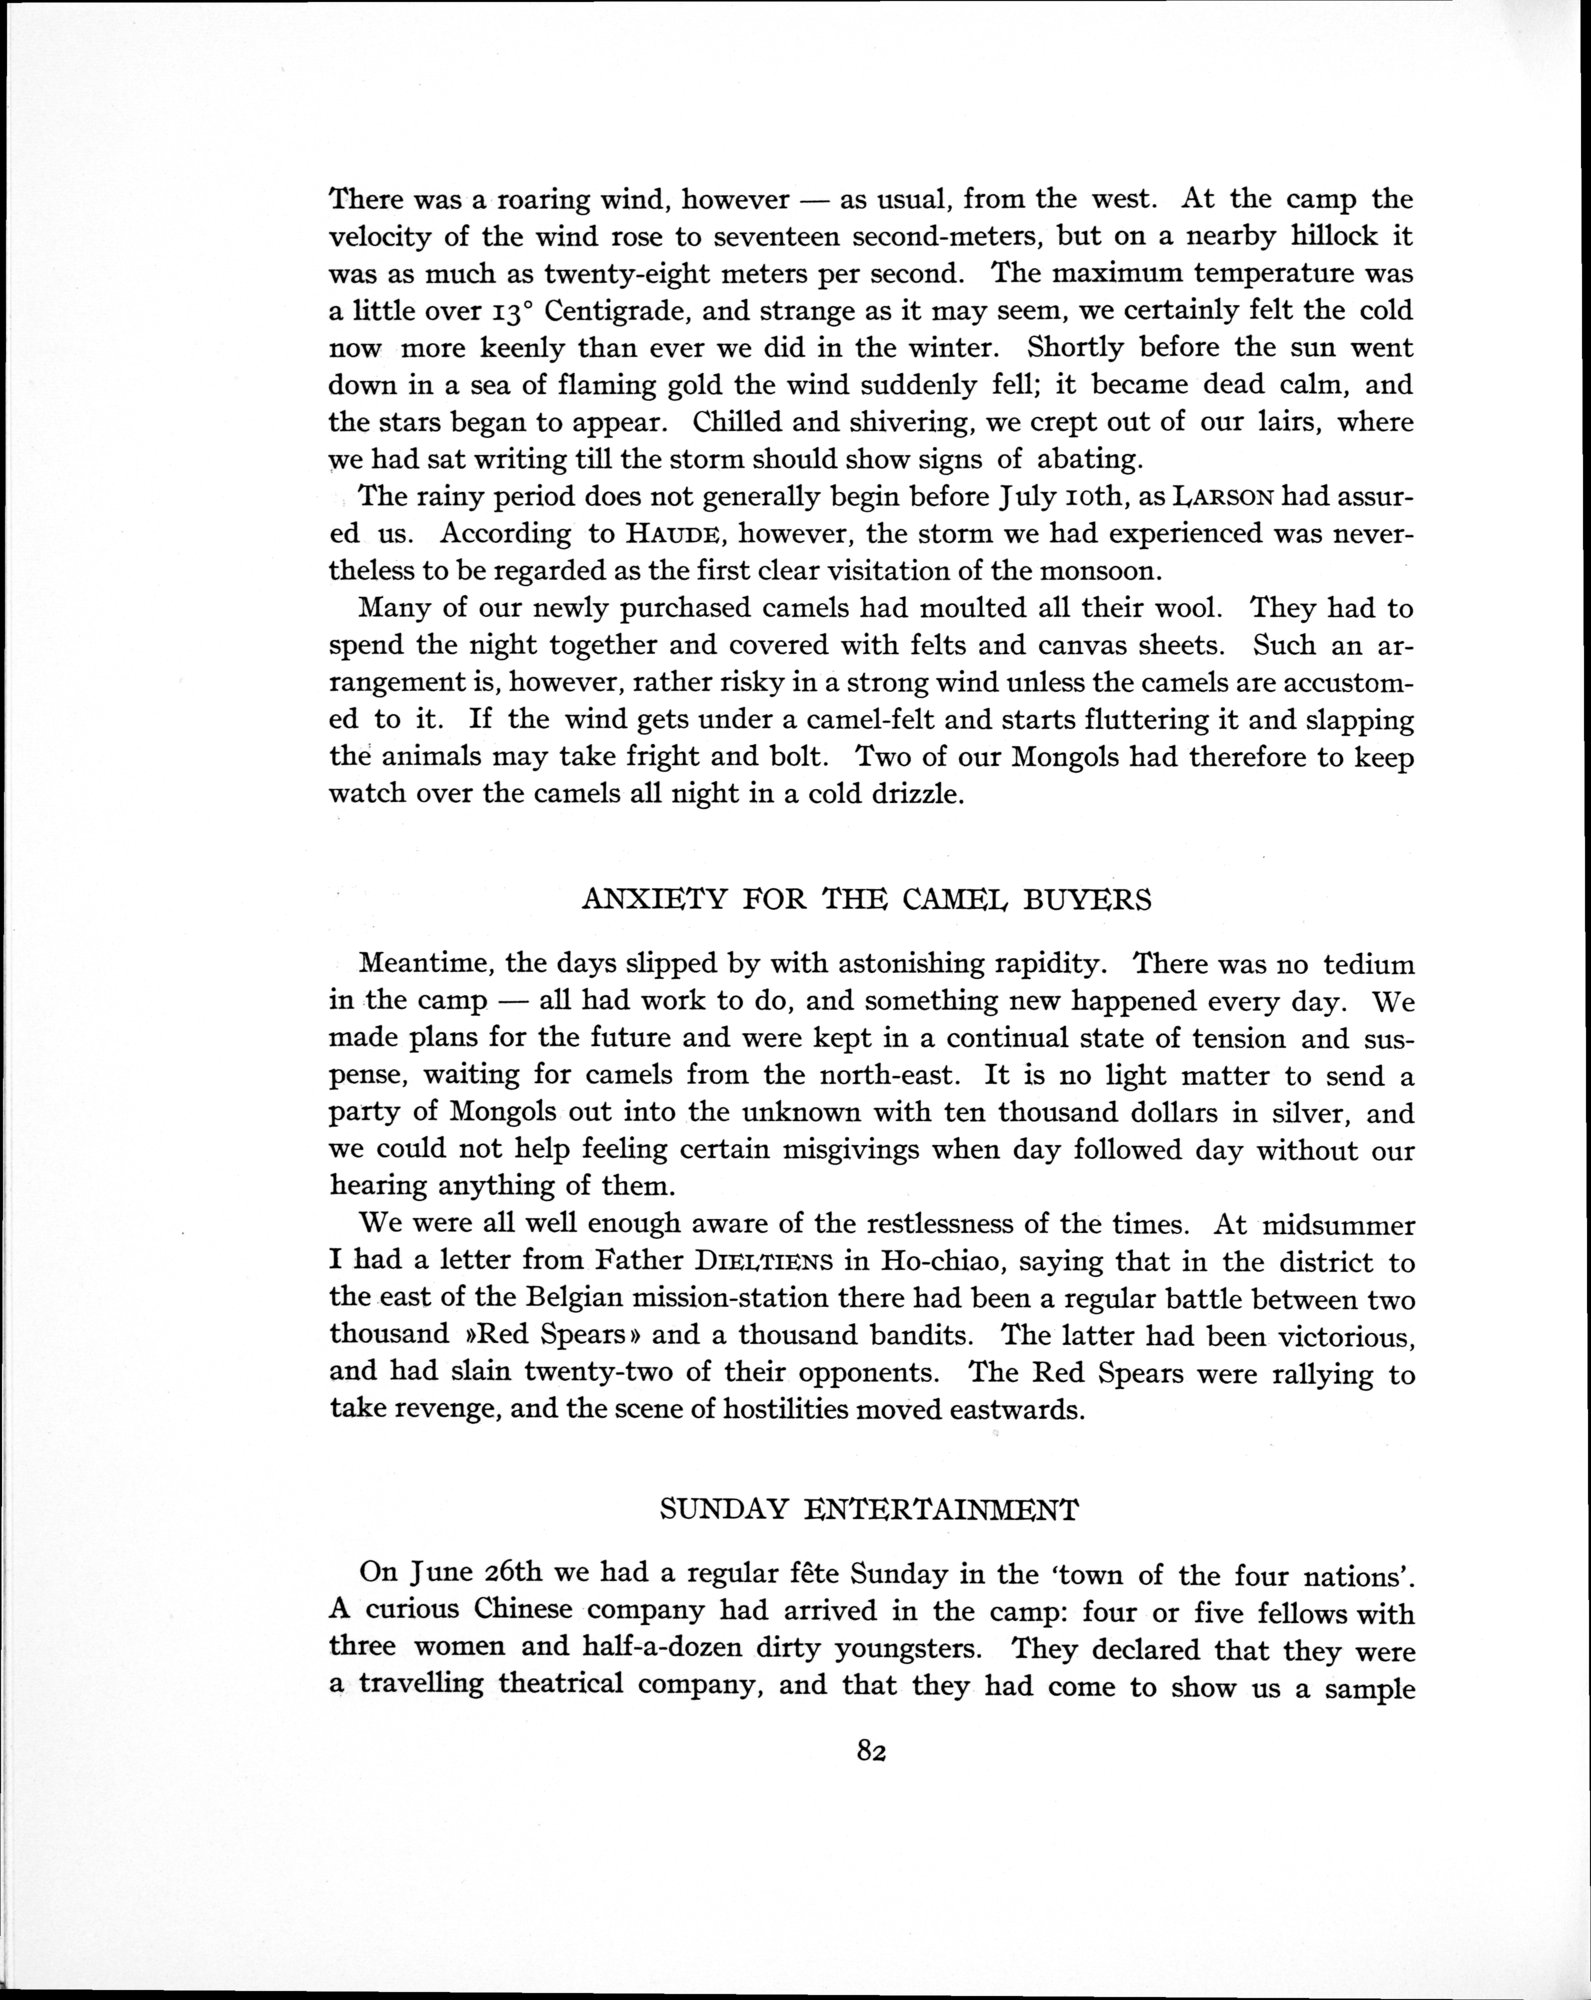 There was a roaring wind, however — as usual, from the west. At the camp the
velocity of the wind rose to seventeen second-meters, but on a nearby hillock it
was as much as twenty-eight meters per second. The maximum temperature was
a little over 13° Centigrade, and strange as it may seem, we certainly felt the cold
now more keenly than ever we did in the winter. Shortly before the sun went
down in a sea of flaming gold the wind suddenly fell; it became dead calm, and
the stars began to appear. Chilled and shivering, we crept out of our lairs, where
we had sat writing till the storm should show signs of abating.
The rainy period does not generally begin before July 10th, as LARSON had assur-
ed us. According to HAUDE, however, the storm we had experienced was never-
theless to be regarded as the first clear visitation of the monsoon.
Many of our newly purchased camels had moulted all their wool. They had to
spend the night together and covered with felts and canvas sheets. Such an ar-
rangement is, however, rather risky in a strong wind unless the camels are accustom-
ed to it. If the wind gets under a camel-felt and starts fluttering it and slapping
the animals may take fright and bolt. Two of our Mongols had therefore to keep
watch over the camels all night in a cold drizzle.
ANXIETY FOR THE CAMEL BUYERS
Meantime, the days slipped by with astonishing rapidity. There was no tedium
in the camp — all had work to do, and something new happened every day. We
made plans for the future and were kept in a continual state of tension and sus-
pense, waiting for camels from the north-east. It is no light matter to send a
party of Mongols out into the unknown with ten thousand dollars in silver, and
we could not help feeling certain misgivings when day followed day without our
hearing anything of them.
We were all well enough aware of the restlessness of the times. At midsummer
I had a letter from Father DIELTIENS in Ho-chiao, saying that in the district to
the east of the Belgian mission-station there had been a regular battle between two
thousand »Red Spears» and a thousand bandits. The latter had been victorious,
and had slain twenty-two of their opponents. The Red Spears were rallying to
take revenge, and the scene of hostilities moved eastwards.
SUNDAY ENTERTAINMENT
On June 26th we had a regular fête Sunday in the ‘town of the four nations’.
A curious Chinese company had arrived in the camp: four or five fellows with
three women and half-a-dozen dirty youngsters. They declared that they were
a travelling theatrical company, and that they had come to show us a sample
82